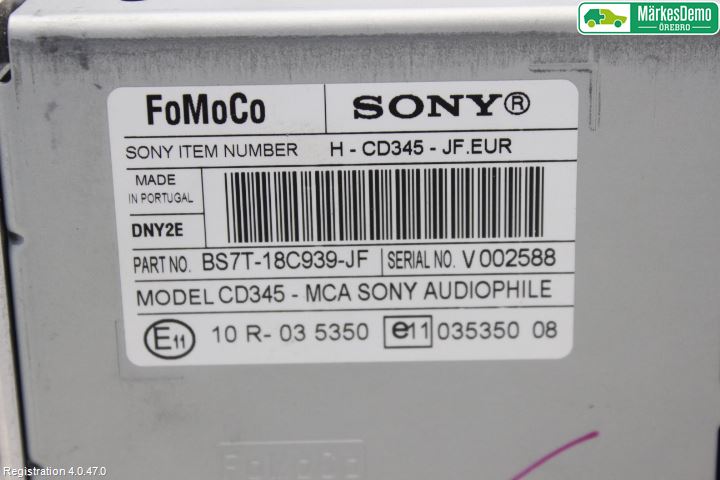 MärkesDemo
ÖREBRO
FoMoCo SONY®
SONY ITEM NUMBER H - CD345 - JF.EUR
MADE
IN PORTUGAL
DNY2E
PART NO. BS7T-18C939-JF SERIAL NO. V 002588
MODEL CD345 - MCA SONY AUDIOPHILE
E11 10 R- 03 5350 e11 035350 08
FoMoCo
Registration 4.0.47.0